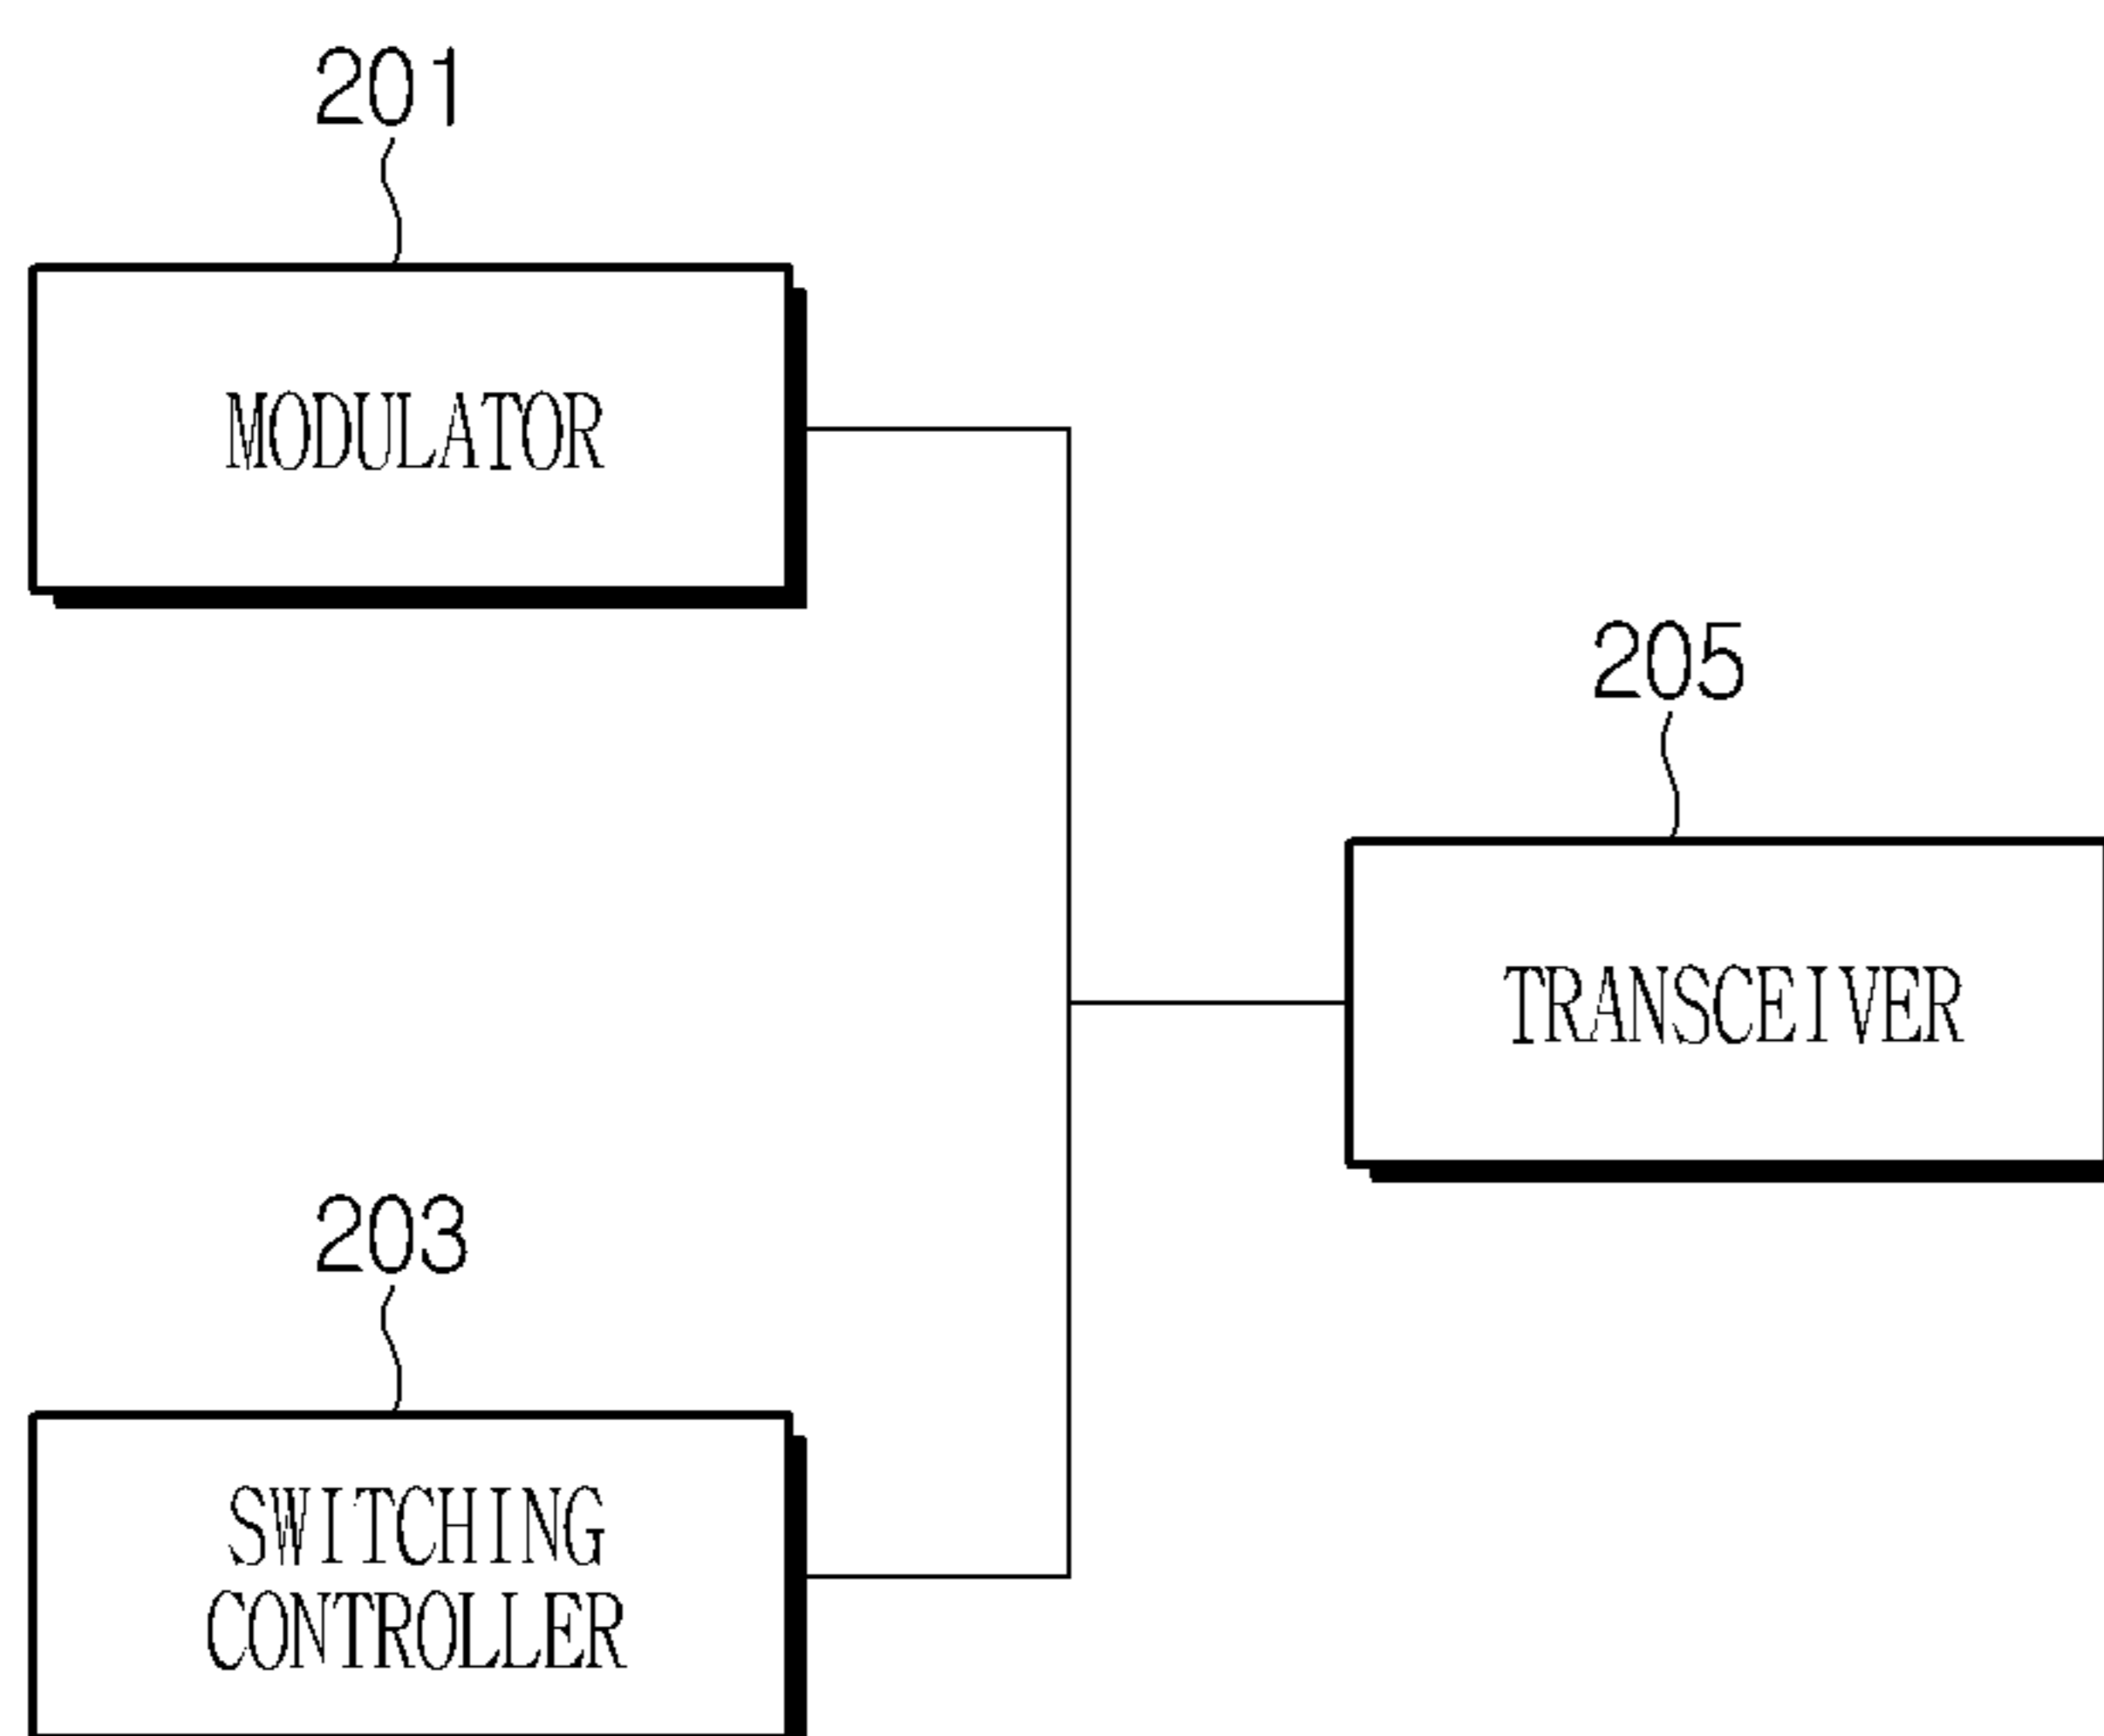 201
MODULATOR
205
TRANSCEIVER
203
SWITCHING
CONTROLLER